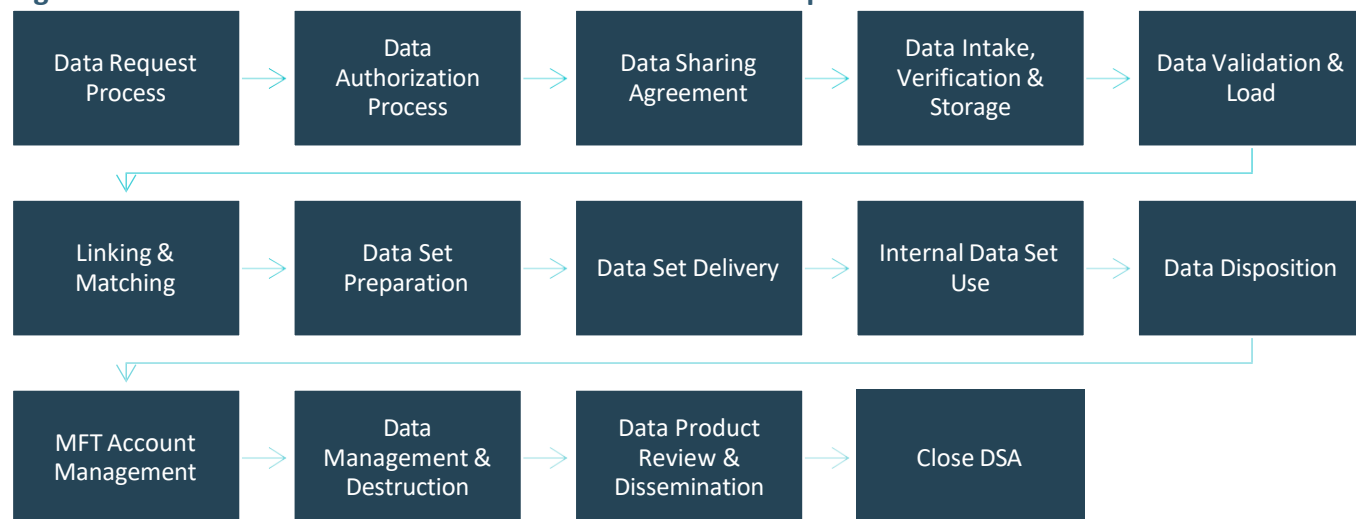 Data Request
Process
Data
Authorization
Process
Data Sharing
Agreement
Data Intake,
Verification &
Storage
Data Validation &
Load
Linking &
Matching
Data Set
Preparation
Data Set Delivery
Internal Data Set
Use
Data Disposition
MFT Account
Management
Data
Management &
Destruction
Data Product
Review &
Dissemination
Close DSA